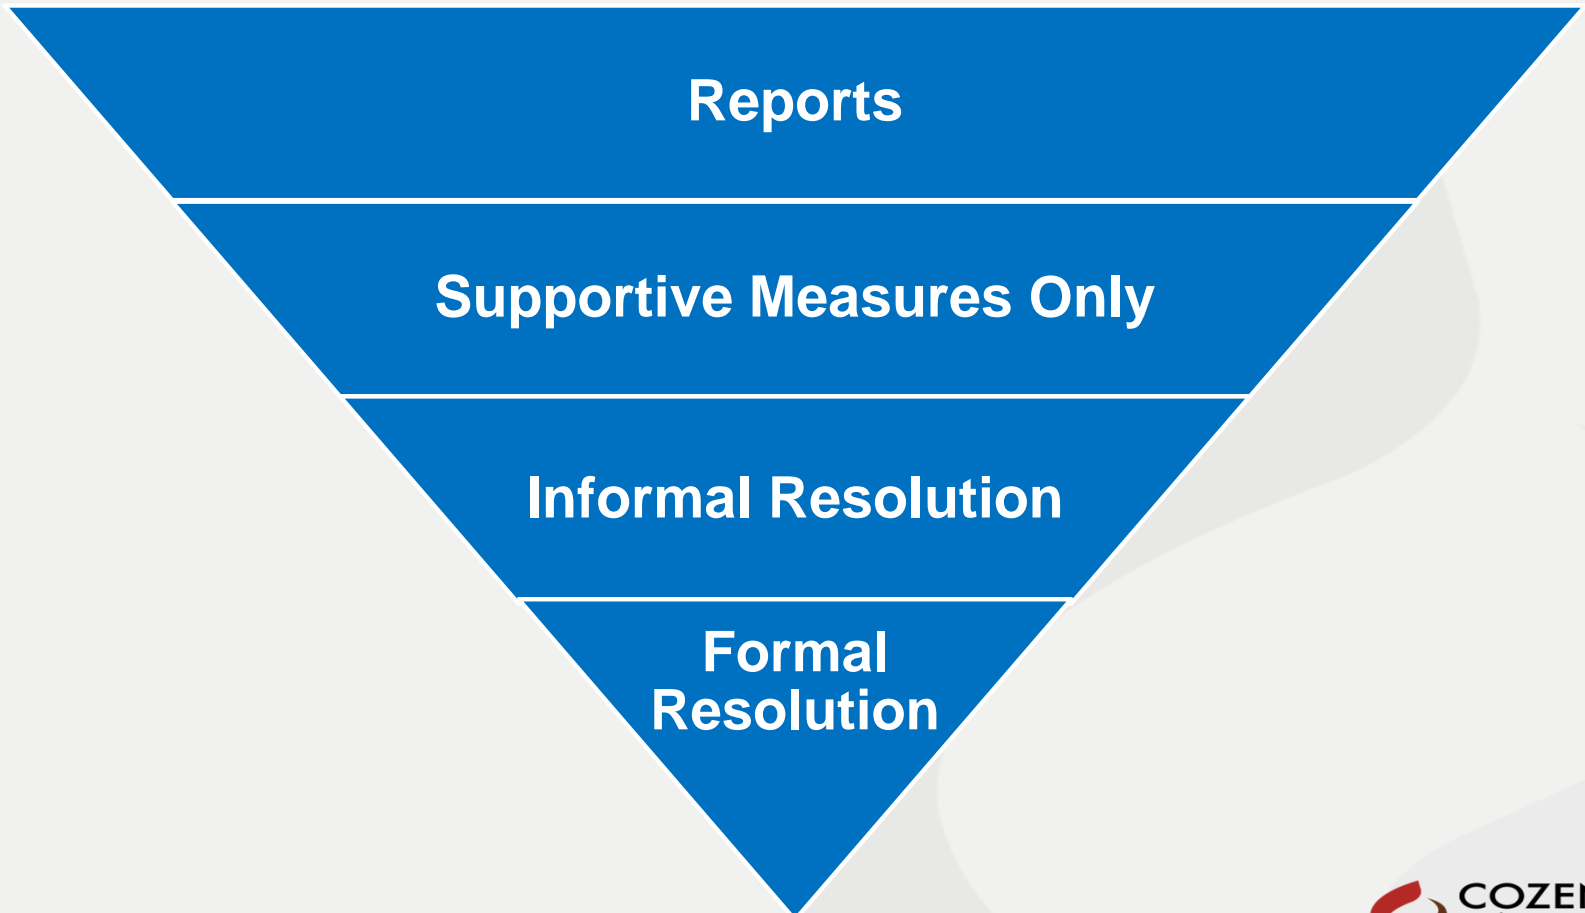 Reports
Supportive Measures Only
Informal Resolution
Formal
Resolution